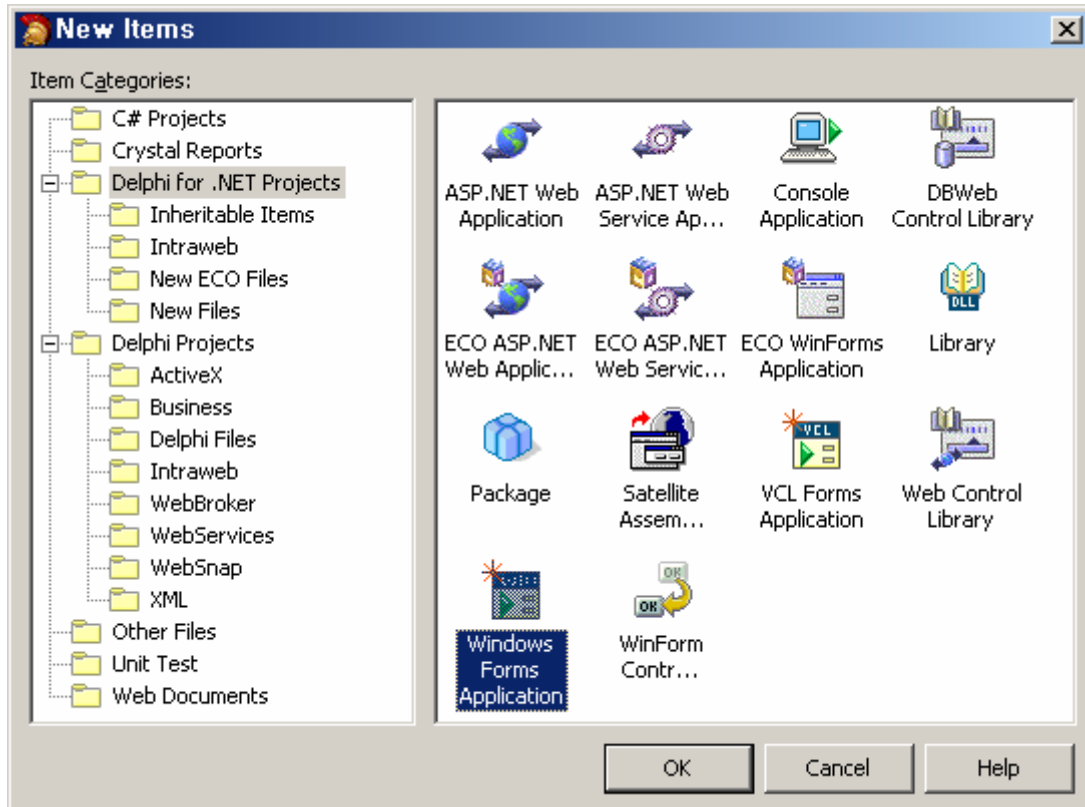 New Items
Item Categories:
C# Projects
Crystal Reports
Delphi for .NET Projects
Inheritable Items
Intraweb
New ECO Files
New Files
Delphi Projects
ActiveX
Business
Delphi Files
Intraweb
WebBroker
WebServices
WebSnap
XML
Other Files
Unit Test
Web Documents
ASP.NET Web
Application
ASP.NET Web
Service Ap...
Console
Application
DBWeb
Control Library
ECO ASP.NET
Web Applic...
ECO ASP.NET
Web Servic...
ECO WinForms
Application
DLL
Library
Package
Satellite
Assem...
VCL
VCL Forms
Application
Web Control
Library
Windows
Forms
Application
OK
OK
WinForm
Contr...
OK
Cancel
Help